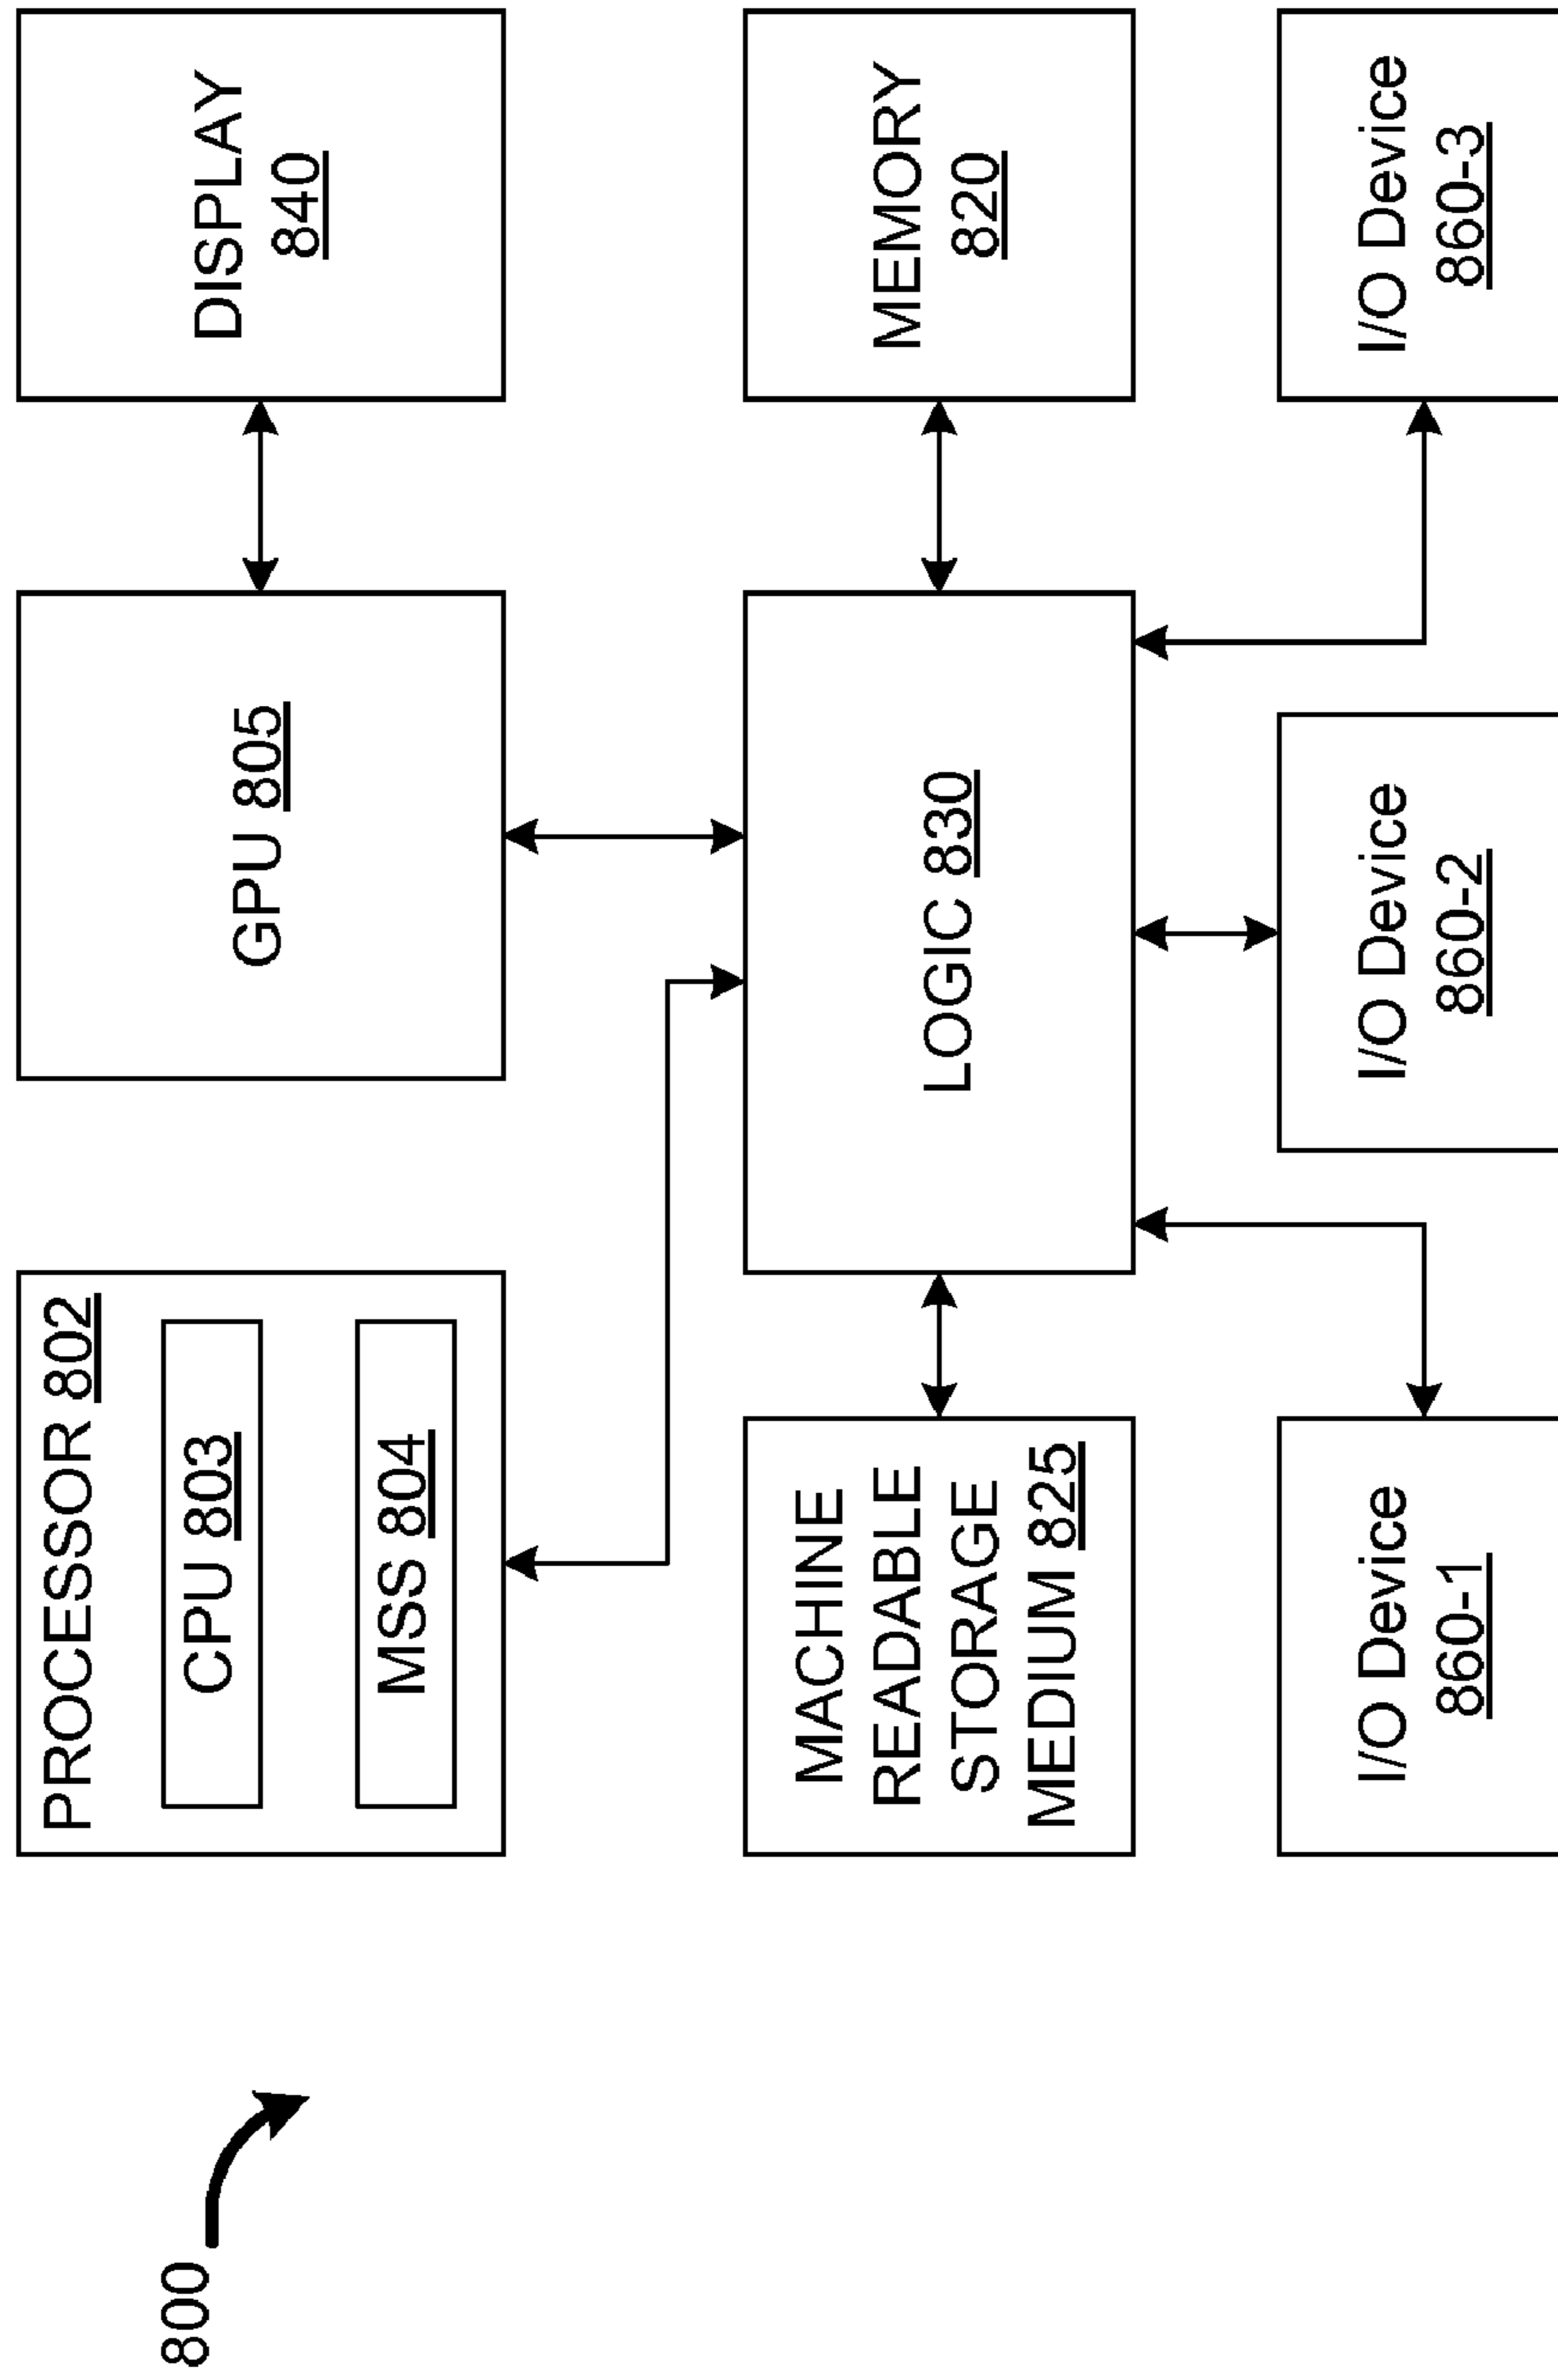 800
PROCESSOR 802
CPU 803
MSS 804
GPU 805
DISPLAY
840
MACHINE
READABLE
STORAGE
MEDIUM 825
LOGIC 830
MEMORY
820
I/O Device
860-1
I/O Device
860-2
I/O Device
860-3